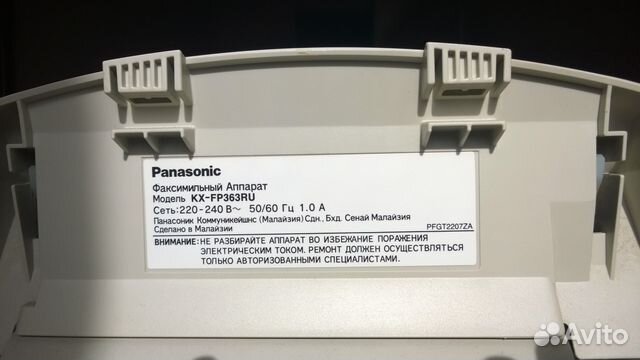 Panasonic
Факсимильный Аппарат
Модель KX-FP363RU
Сеть:220-240 В~ 50/60 Гц 1.0 А
Панасоник Коммуникейшнс (Малайзия) Сдн., Бхд. Сенай Малайзия
Сделано в Малайзии PFGT2207ZA
ВНИМАНИЕ: НЕ РАЗБИРАЙТЕ АППАРАТ ВО ИЗБЕЖАНИЕ ПОРАЖЕНИЯ
ЭЛЕКТРИЧЕСКИМ ТОКОМ. РЕМОНТ ДОЛЖЕН ОСУЩЕСТВЛЯТЬСЯ
ТОЛЬКО АВТОРИЗОВАННЫМИ СПЕЦИАЛИСТАМИ.
Avito